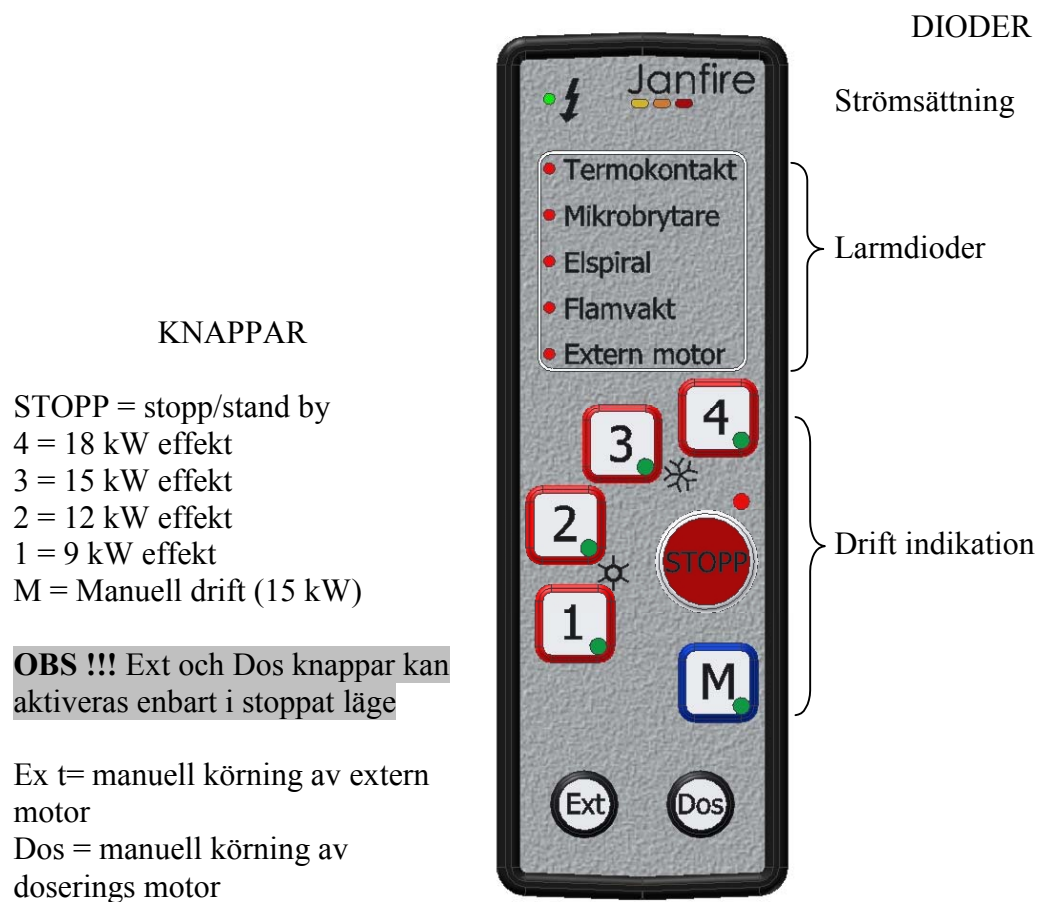 DIODER
Janfire
Strömsättning
Termokontakt
Mikrobrytare
Elspiral
Flamvakt
Extern motor
Larmdioder
KNAPPAR
STOPP = stopp/stand by
4 = 18 kW effekt
3 = 15 kW effekt
2 = 12 kW effekt
1 = 9 kW effekt
M = Manuell drift (15 kW)
OBS !!! Ext och Dos knappar kan
aktiveras enbart i stoppat läge
Ex t= manuell körning av extern
motor
Dos = manuell körning av
doserings motor
4
3
2
STOPP
1
M
Ext
Dos
Drift indikation